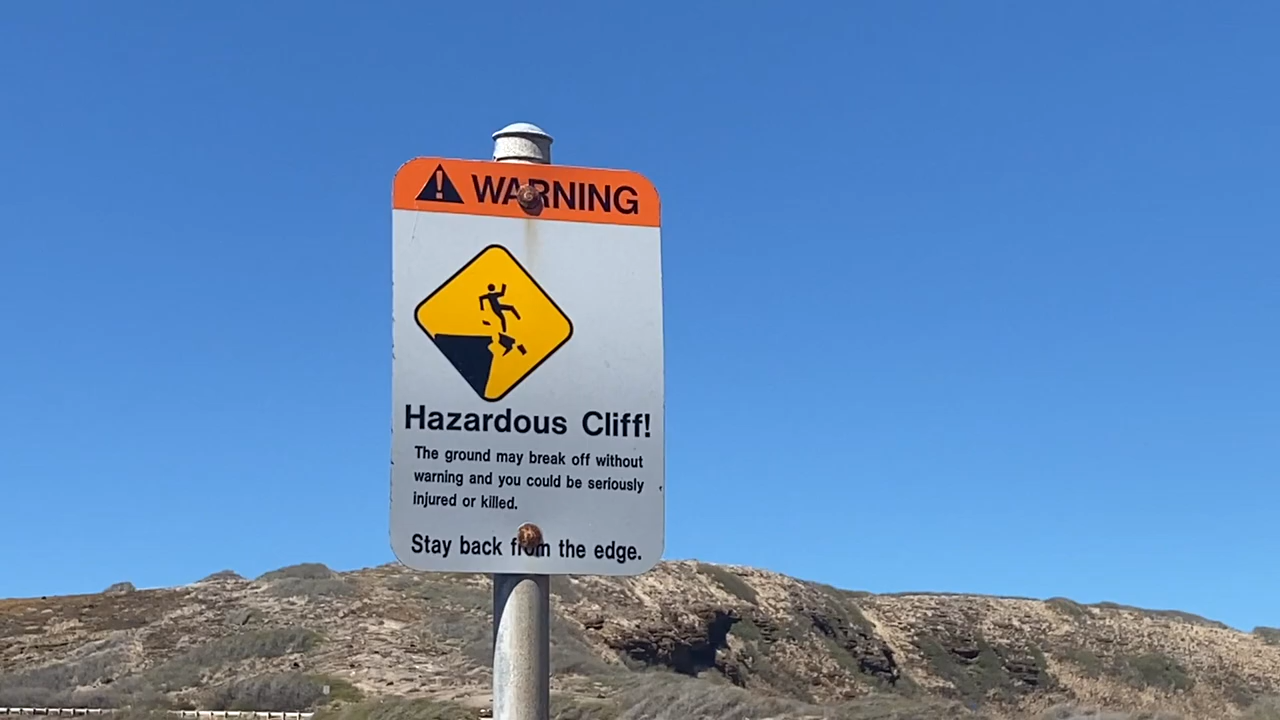 WARNING
Hazardous Cliff!
The ground may break off without
warning and you could be seriously
injured or killed.
Stay back from the edge.